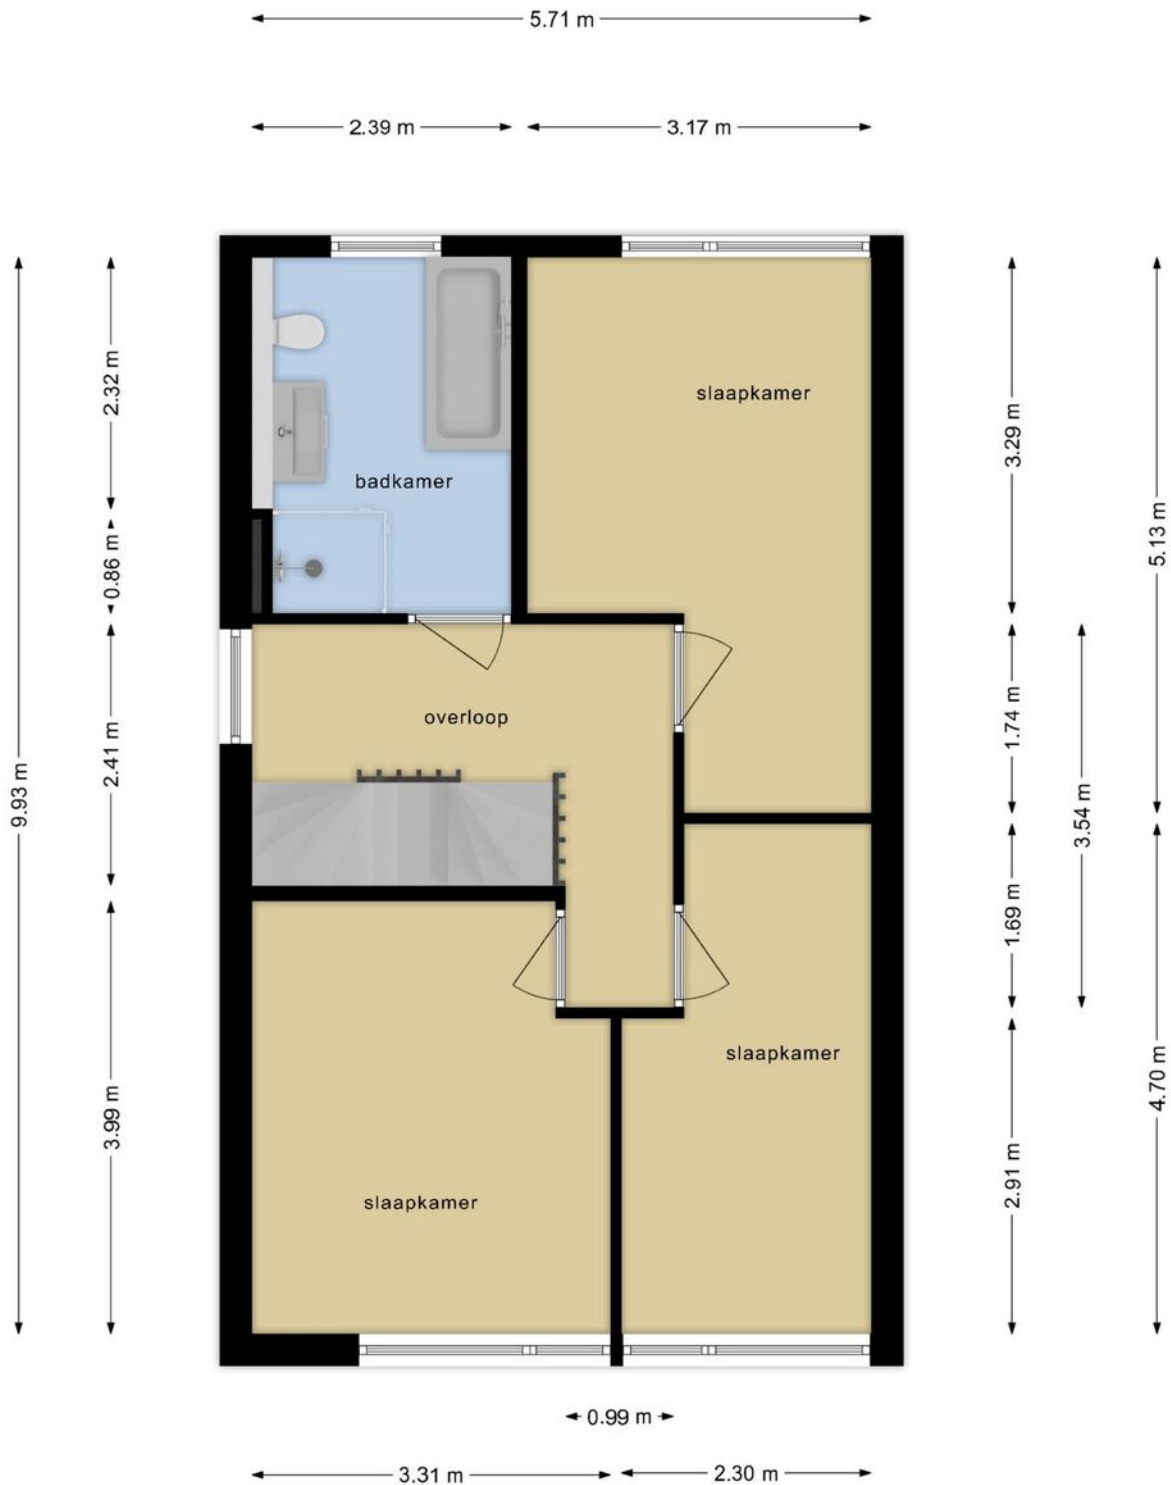 5.71 m
2.39 m
3.17 m
slaapkamer
badkamer
overloop
slaapkamer
slaapkamer
2.32 m
0.86 m
2.41 m
3.99 m
9.93 m
3.29 m
1.74 m
1.69 m
2.91 m
3.54 m
5.13 m
4.70 m
0.99 m
3.31 m
2.30 m